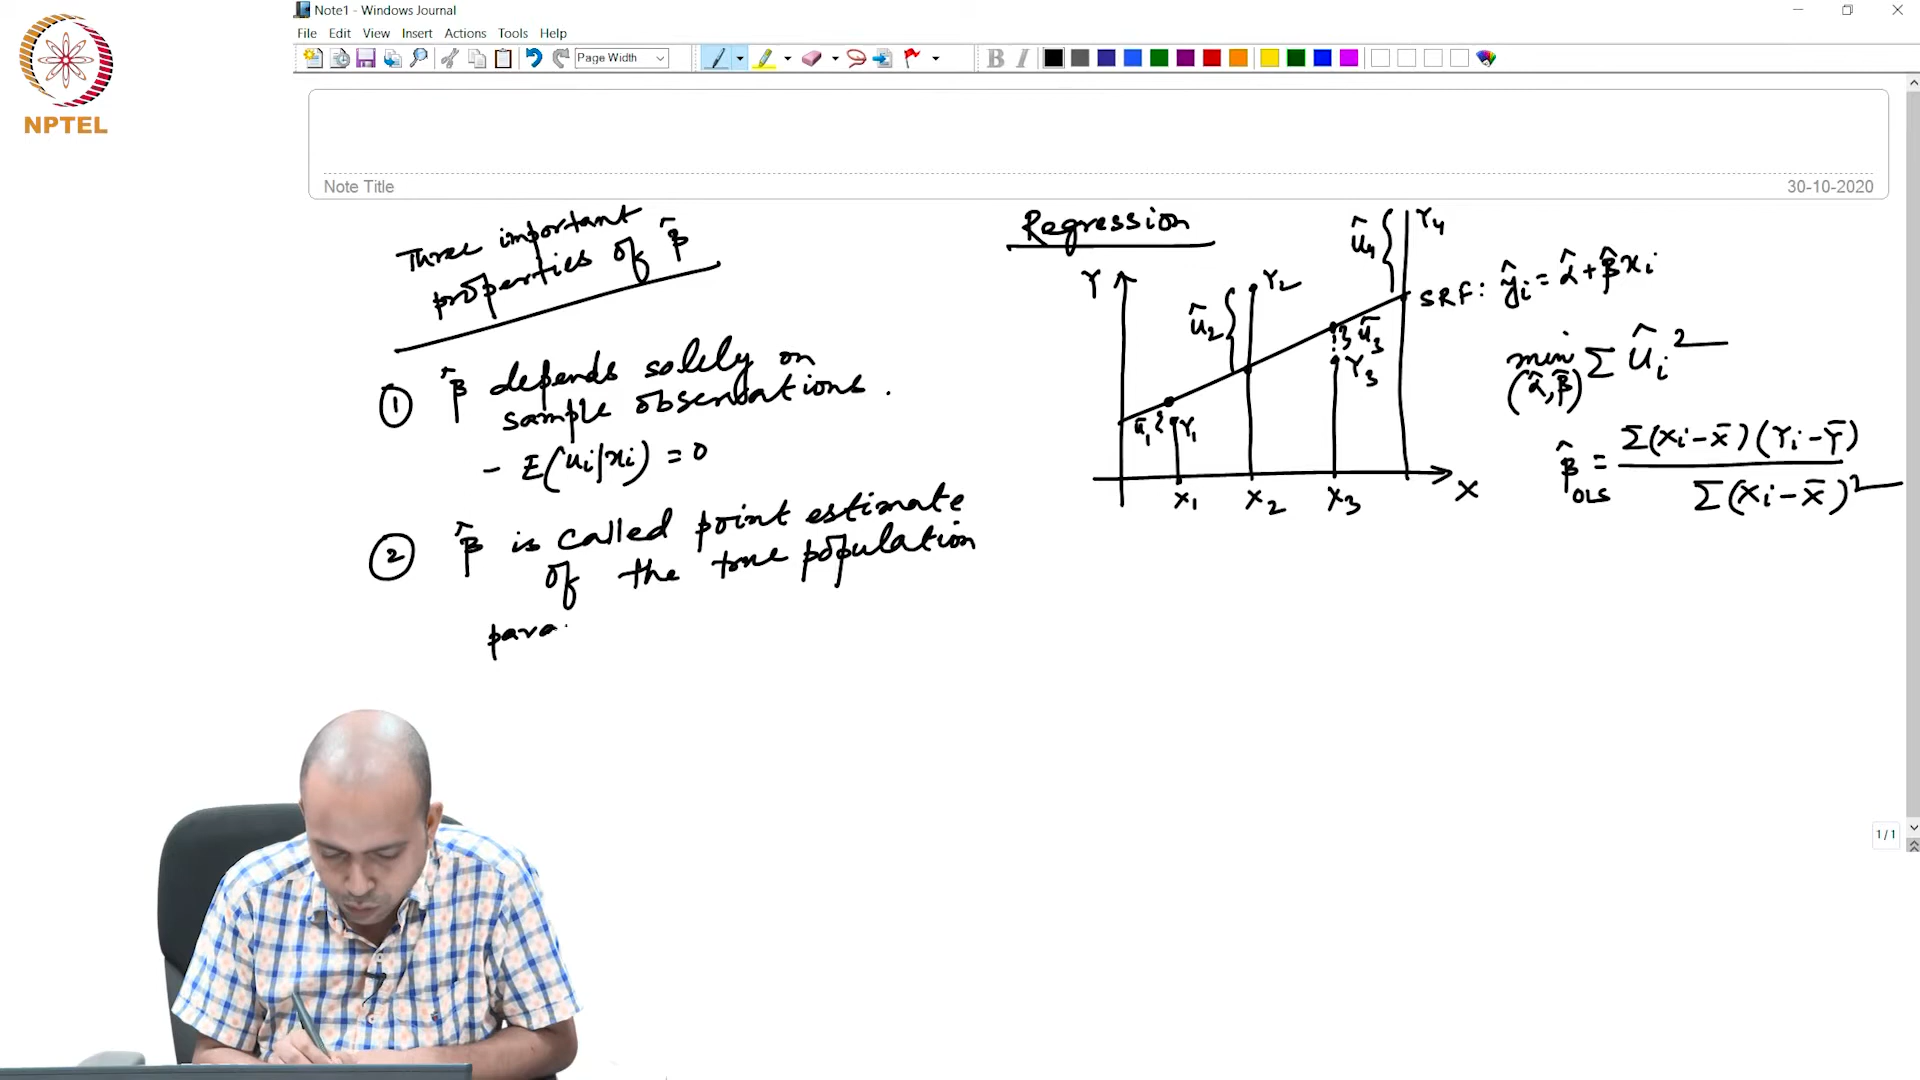 NPTEL
Note1 - Windows Journal
File Edit View Insert Actions Tools Help
Page Width
B I
Note Title
30-10-2020
Three important
properties of β̂
① β̂ depends solely on
sample observations.
- E(ui|xi) = 0
② β̂ is called point estimate
of the true population
para
Regression
Y
û2
Y2
û4
Y4
SRF: ŷi = α̂ + β̂xi
û3
Y3
û1
Y1
X1 X2 X3 X
min Σ Ûi²
(α̂, β̂)
β̂OLS = Σ(Xi - X̄)(Yi - Ȳ)
Σ(Xi - X̄)²
1/1